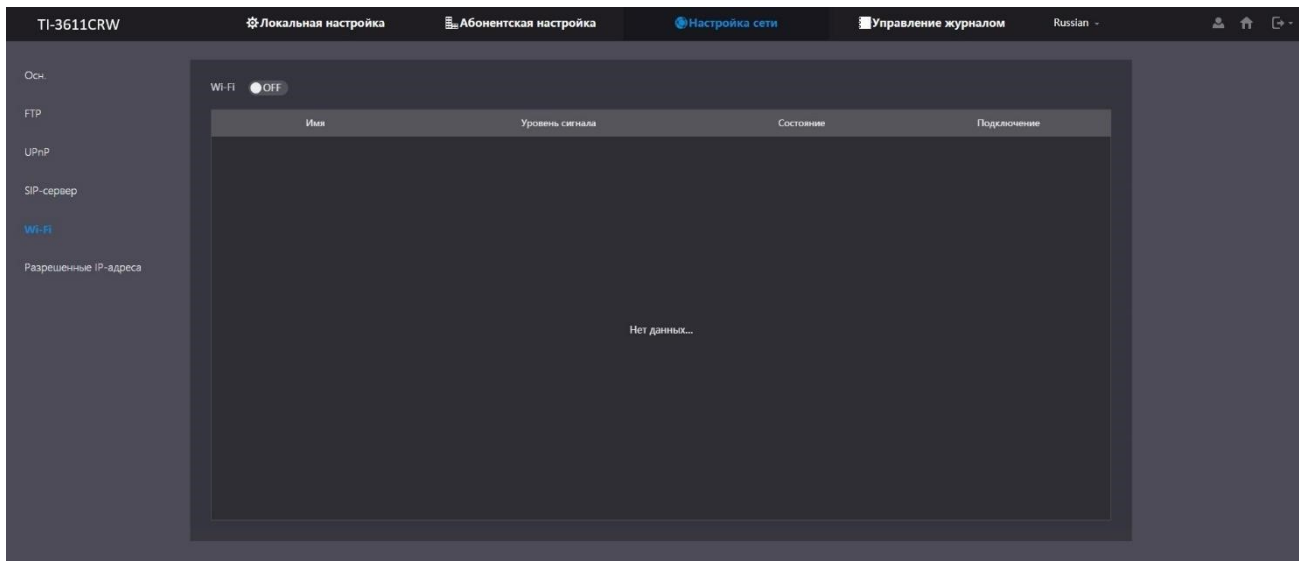 TI-3611CRW Локальная настройка Абонентская настройка Настройка сети Управление журналом Russian
Осн.
FTP
UPnP
SIP-сервер
Wi-Fi
Разрешенные IP-адреса
Wi-Fi OFF
Имя Уровень сигнала Состояние Подключение
Нет данных...